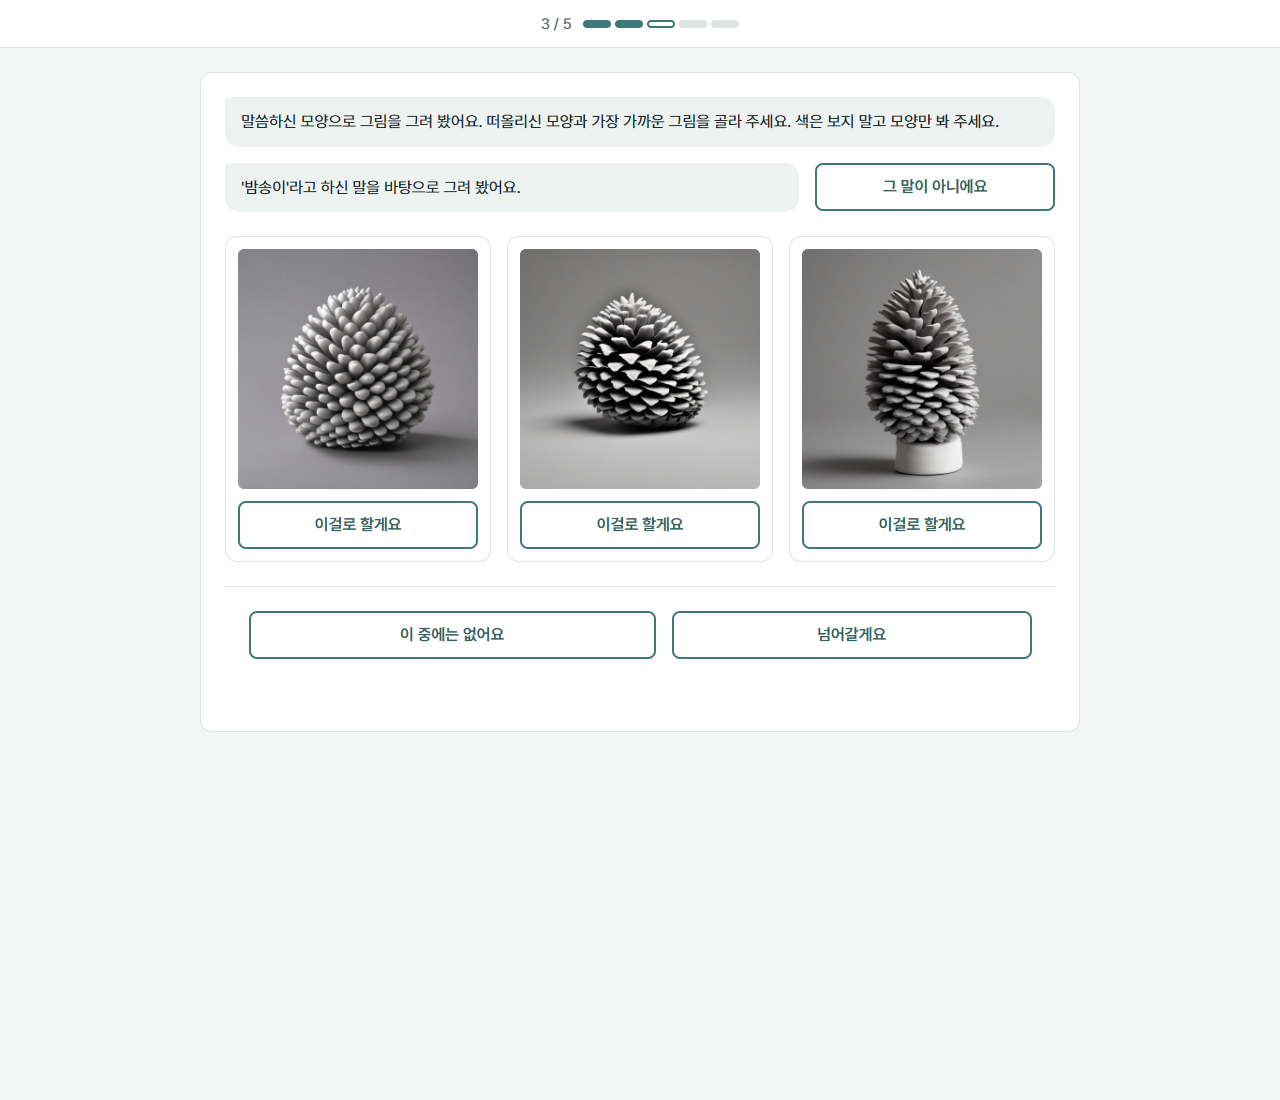 3 / 5
말씀하신 모양으로 그림을 그려 봤어요. 떠올리신 모양과 가장 가까운 그림을 골라 주세요. 색은 보지 말고 모양만 봐 주세요.
'밤송이'라고 하신 말을 바탕으로 그려 봤어요.
그 말이 아니에요
이걸로 할게요
이걸로 할게요
이걸로 할게요
이 중에는 없어요
넘어갈게요